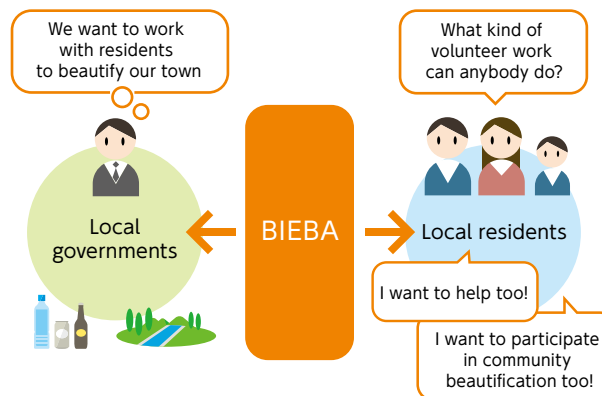 We want to work
with residents
to beautify our town
What kind of
volunteer work
can anybody do?
Local
governments
BIEBA
Local residents
I want to help too!
I want to participate
in community
beautification too!